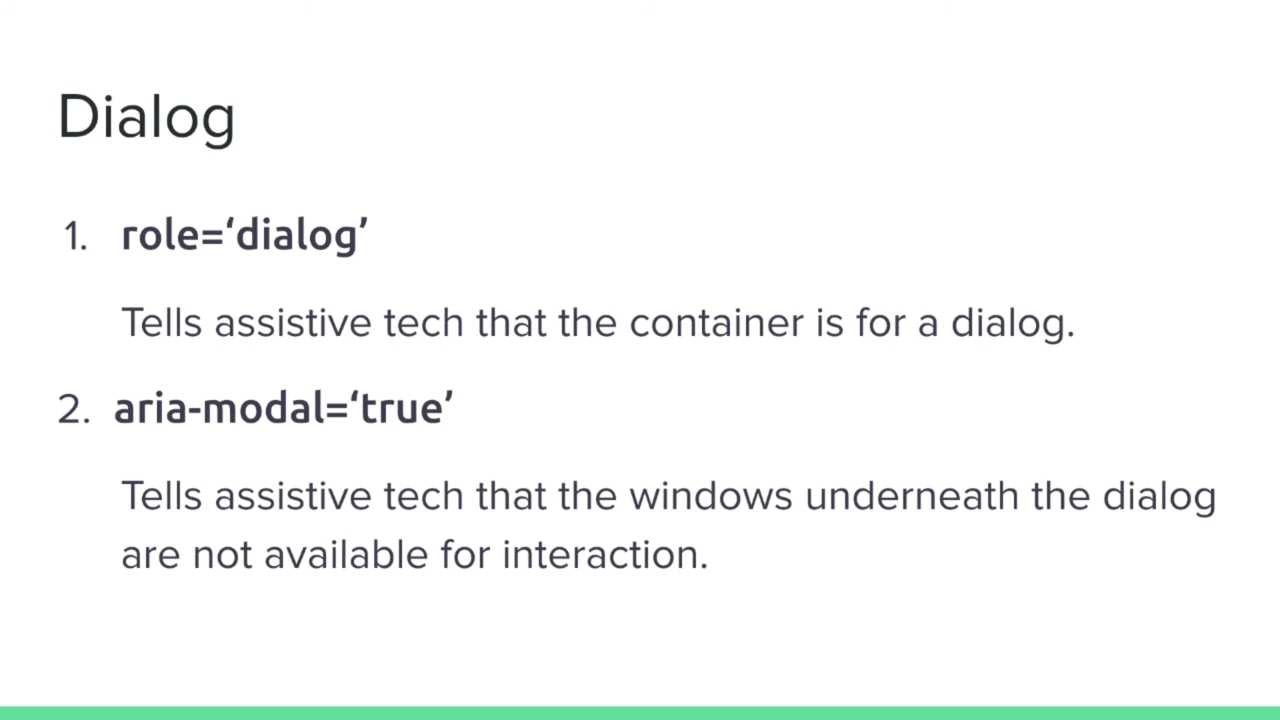 Dialog
1. role=‘dialog’
Tells assistive tech that the container is for a dialog.
2. aria-modal=‘true’
Tells assistive tech that the windows underneath the dialog
are not available for interaction.